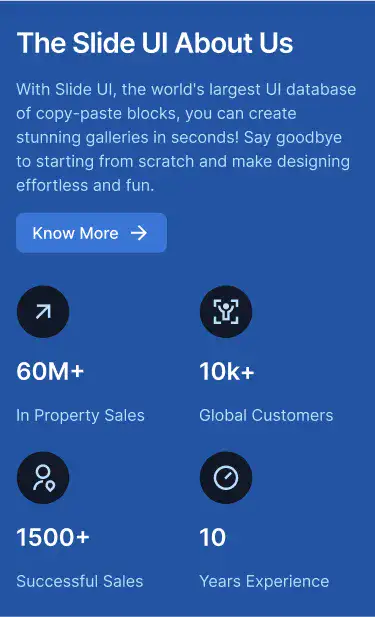 The Slide UI About Us
With Slide UI, the world's largest UI database
of copy-paste blocks, you can create
stunning galleries in seconds! Say goodbye
to starting from scratch and make designing
effortless and fun.
Know More
60M+
In Property Sales
10k+
Global Customers
1500+
Successful Sales
10
Years Experience